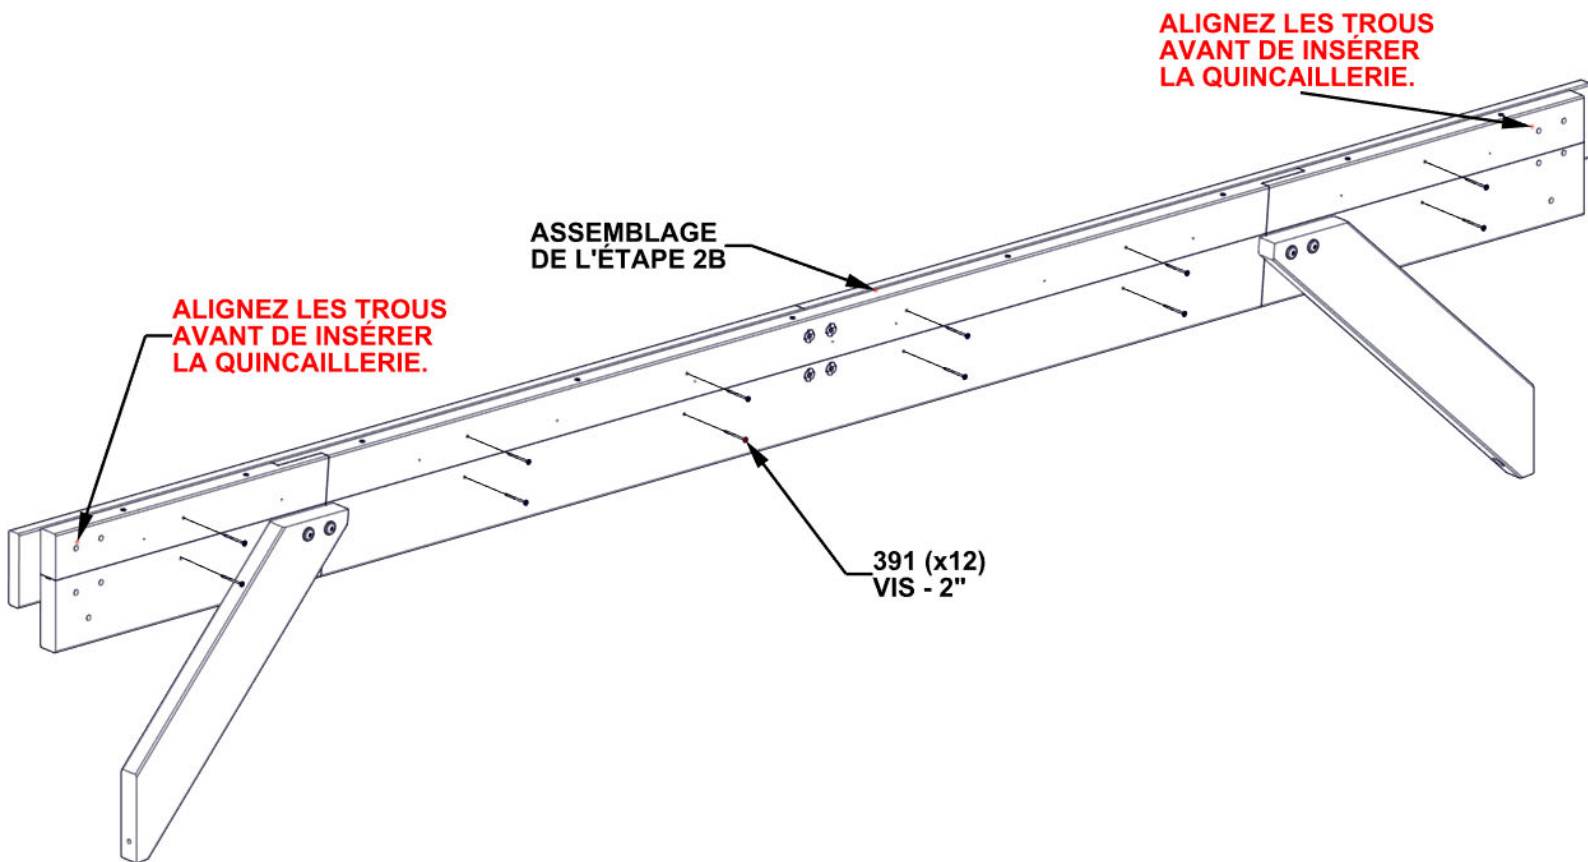 ALIGNEZ LES TROUS
AVANT DE INSÉRER
LA QUINCAILLERIE.
ASSEMBLAGE
DE L'ÉTAPE 2B
ALIGNEZ LES TROUS
AVANT DE INSÉRER
LA QUINCAILLERIE.
391 (x12)
VIS - 2"